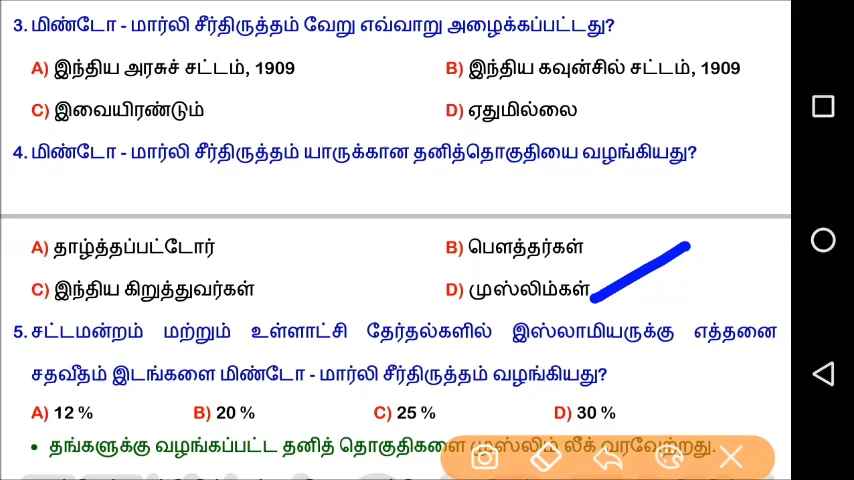 3. மிண்டோ - மார்லி சீர்திருத்தம் வேறு எவ்வாறு அழைக்கப்பட்டது?
A) இந்திய அரசுச் சட்டம், 1909 B) இந்திய கவுன்சில் சட்டம், 1909
C) இவையிரண்டும் D) ஏதுமில்லை
4. மிண்டோ - மார்லி சீர்திருத்தம் யாருக்கான தனித்தொகுதியை வழங்கியது?
A) தாழ்த்தப்பட்டோர் B) பௌத்தர்கள்
C) இந்திய கிறுத்துவர்கள் D) முஸ்லிம்கள்
5. சட்டமன்றம் மற்றும் உள்ளாட்சி தேர்தல்களில் இஸ்லாமியருக்கு எத்தனை
சதவீதம் இடங்களை மிண்டோ - மார்லி சீர்திருத்தம் வழங்கியது?
A) 12 % B) 20 % C) 25 % D) 30 %
• தங்களுக்கு வழங்கப்பட்ட தனித் தொகுதிகளை முஸ்லிம் லீக் வரவேற்றது.